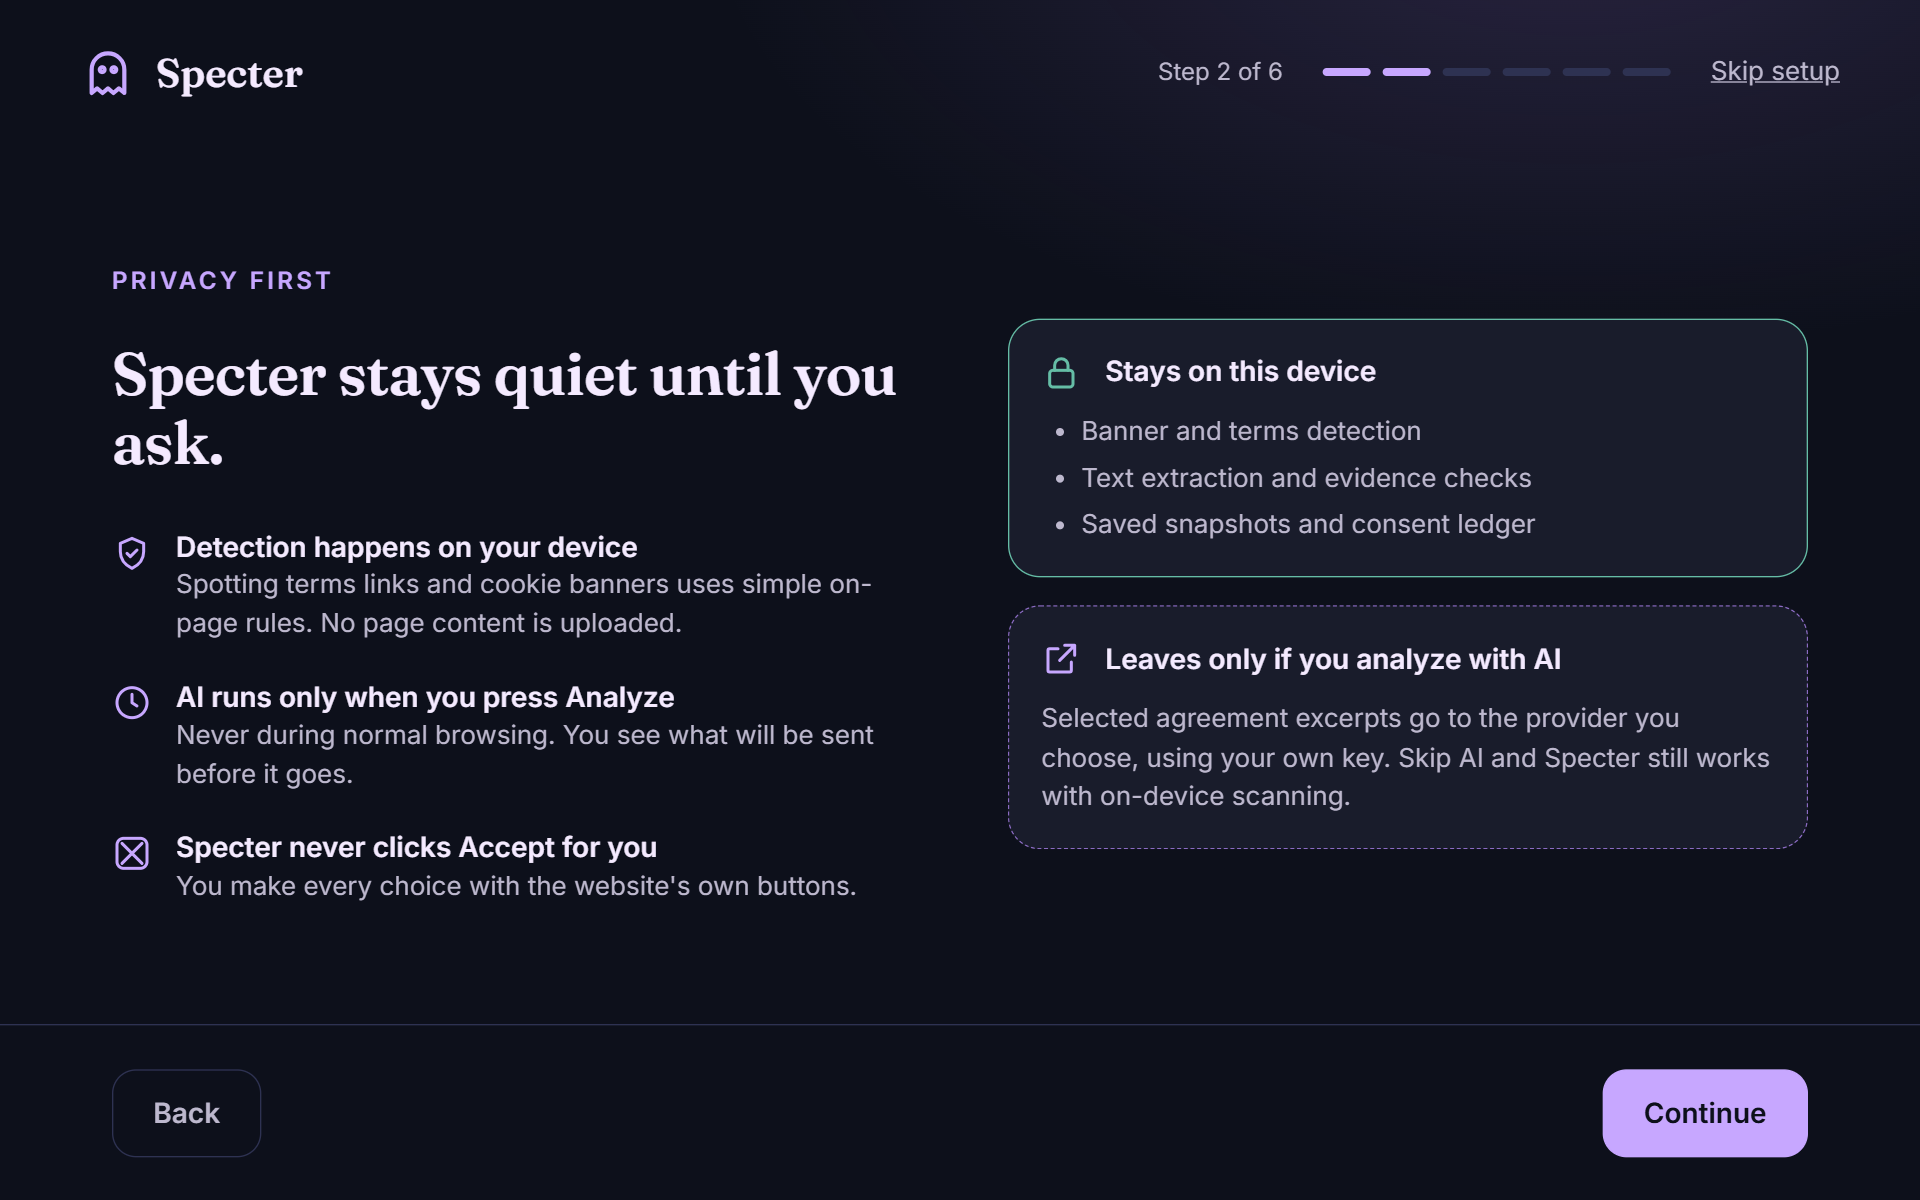 Specter
Step 2 of 6
Skip setup
PRIVACY FIRST
Specter stays quiet until you
ask.
Detection happens on your device
Spotting terms links and cookie banners uses simple on-
page rules. No page content is uploaded.
AI runs only when you press Analyze
Never during normal browsing. You see what will be sent
before it goes.
Specter never clicks Accept for you
You make every choice with the website's own buttons.
Stays on this device
• Banner and terms detection
• Text extraction and evidence checks
• Saved snapshots and consent ledger
Leaves only if you analyze with AI
Selected agreement excerpts go to the provider you
choose, using your own key. Skip AI and Specter still works
with on-device scanning.
Back
Continue